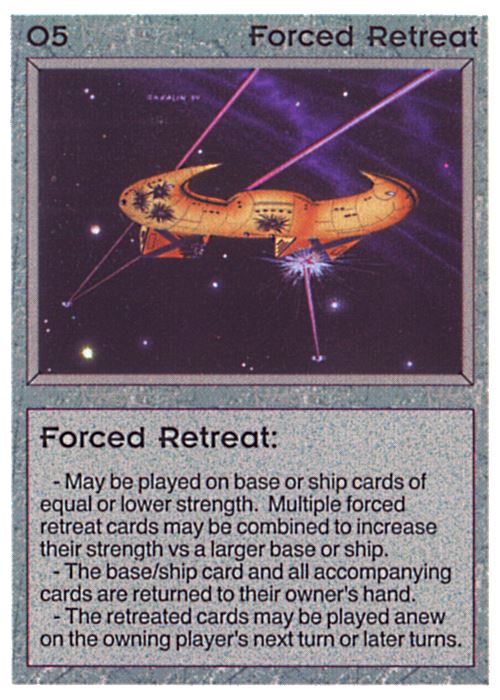 O5 Forced Retreat
Forced Retreat:
- May be played on base or ship cards of
equal or lower strength. Multiple forced
retreat cards may be combined to increase
their strength vs a larger base or ship.
- The base/ship card and all accompanying
cards are returned to their owner's hand.
- The retreated cards may be played anew
on the owning player's next turn or later turns.